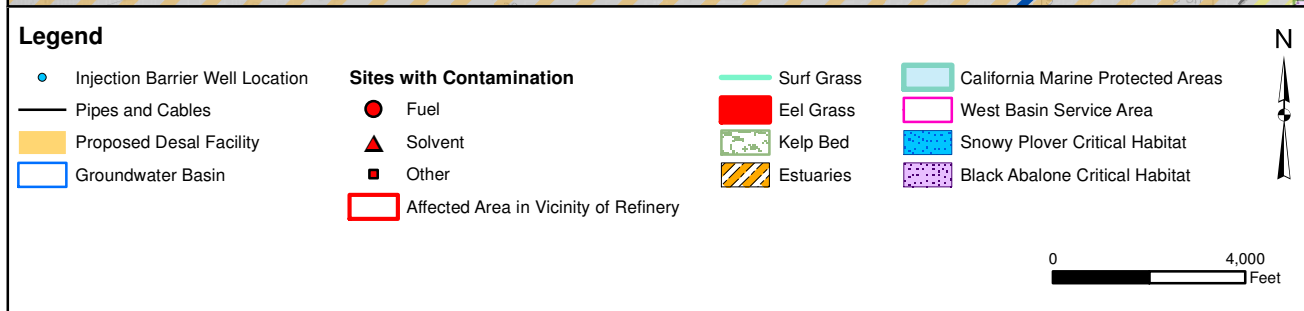 Legend
N
Injection Barrier Well Location
Pipes and Cables
Proposed Desal Facility
Groundwater Basin
Sites with Contamination
Fuel
Solvent
Other
Affected Area in Vicinity of Refinery
Surf Grass
Eel Grass
Kelp Bed
Estuaries
California Marine Protected Areas
West Basin Service Area
Snowy Plover Critical Habitat
Black Abalone Critical Habitat
0 4,000
Feet